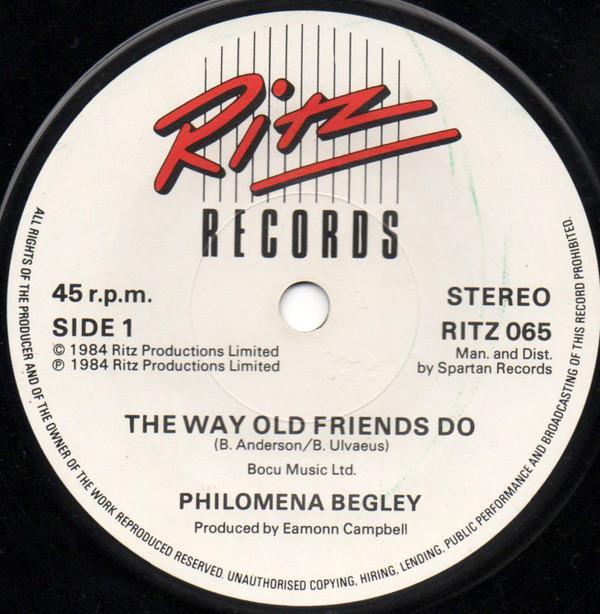 Ritz
RECORDS
45 r.p.m.
SIDE 1
© 1984 Ritz Productions Limited
℗ 1984 Ritz Productions Limited
STEREO
RITZ 065
Man. and Dist.
by Spartan Records
THE WAY OLD FRIENDS DO
(B. Anderson/B. Ulvaeus)
Bocu Music Ltd.
PHILOMENA BEGLEY
Produced by Eamonn Campbell
ALL RIGHTS OF THE PRODUCER AND OF THE OWNER OF THE WORK REPRODUCED RESERVED. UNAUTHORISED COPYING, HIRING, LENDING, PUBLIC PERFORMANCE AND BROADCASTING OF THIS RECORD PROHIBITED.